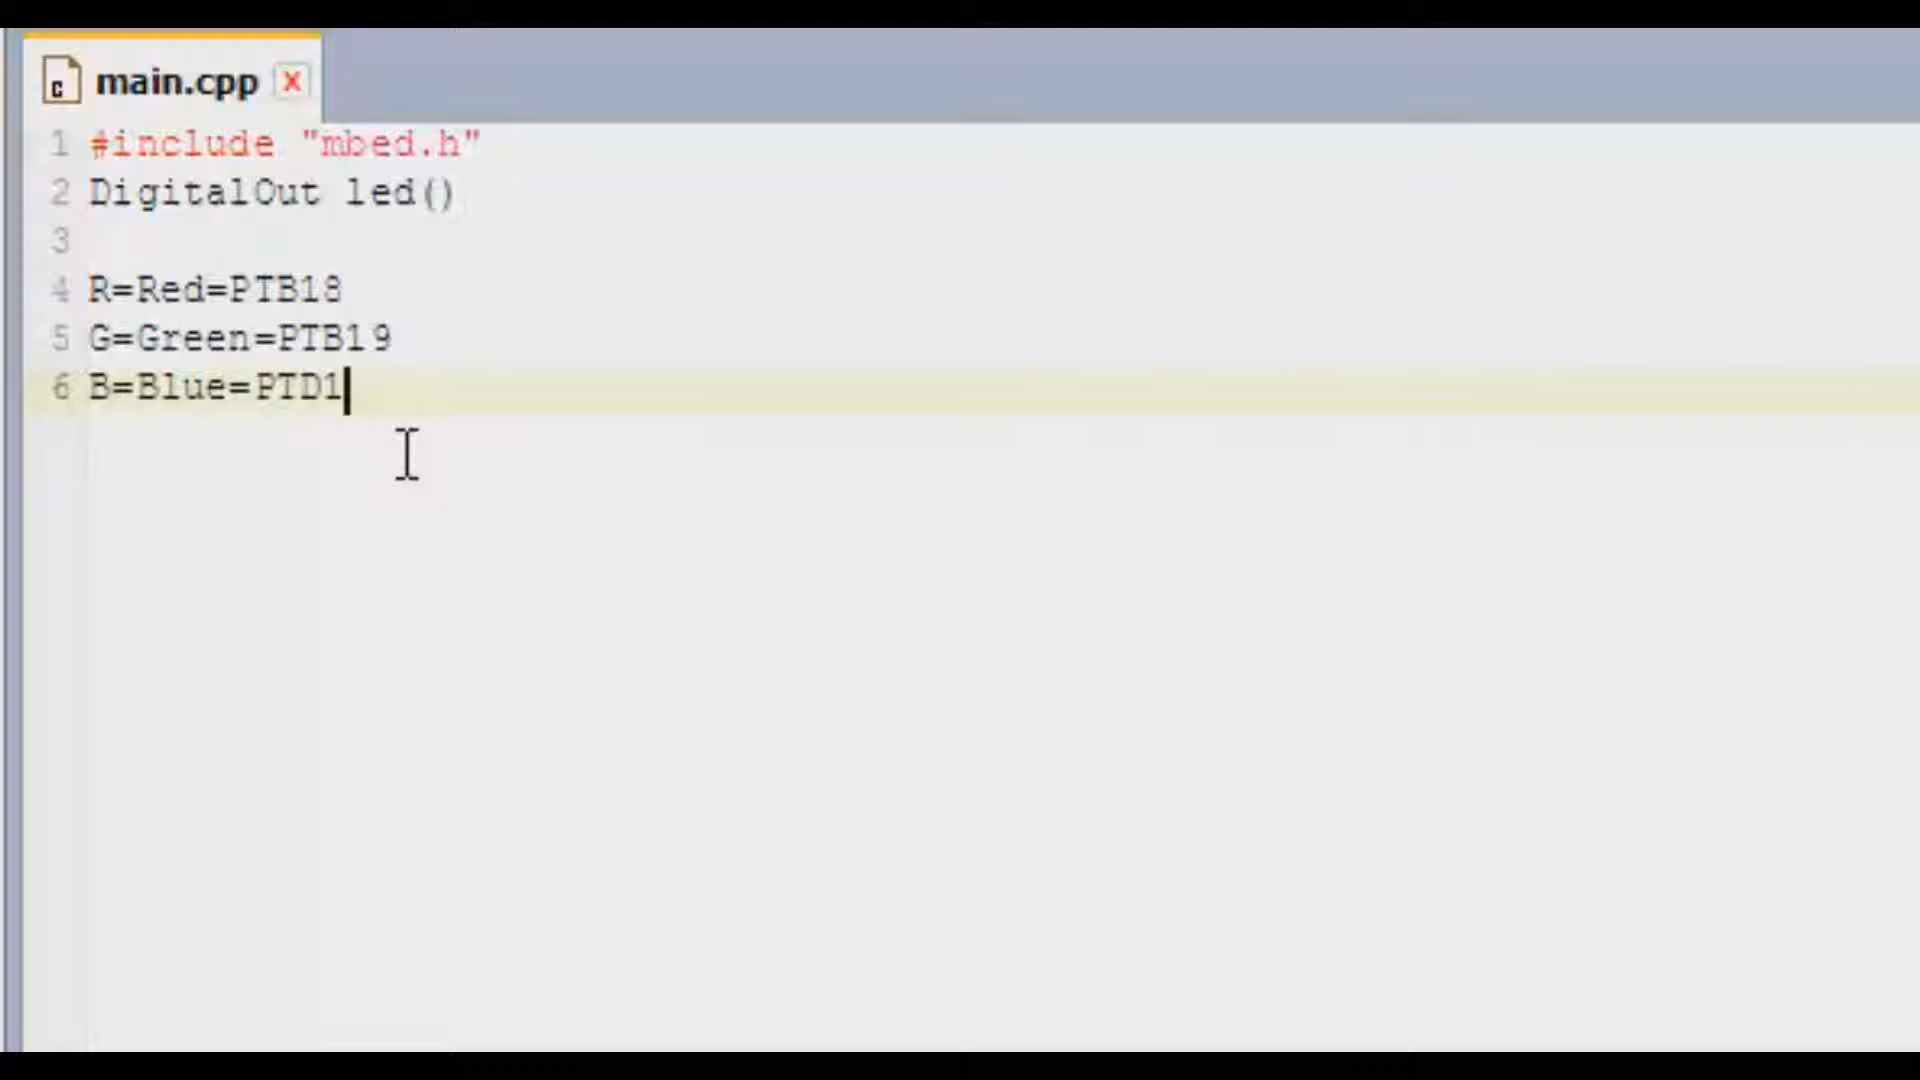 main.cpp
1 #include "mbed.h"
2 DigitalOut led()
3
4 R=Red=PTB18
5 G=Green=PTB19
6 B=Blue=PTD1